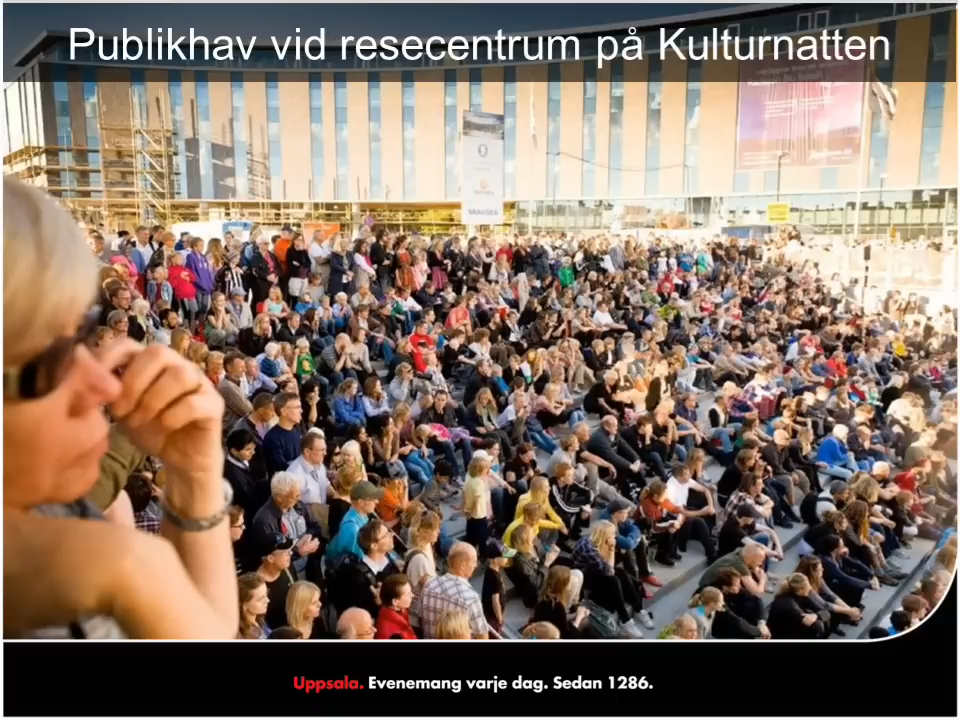 Publikhav vid resecentrum på Kulturnatten
Uppsala. Evenemang varje dag. Sedan 1286.